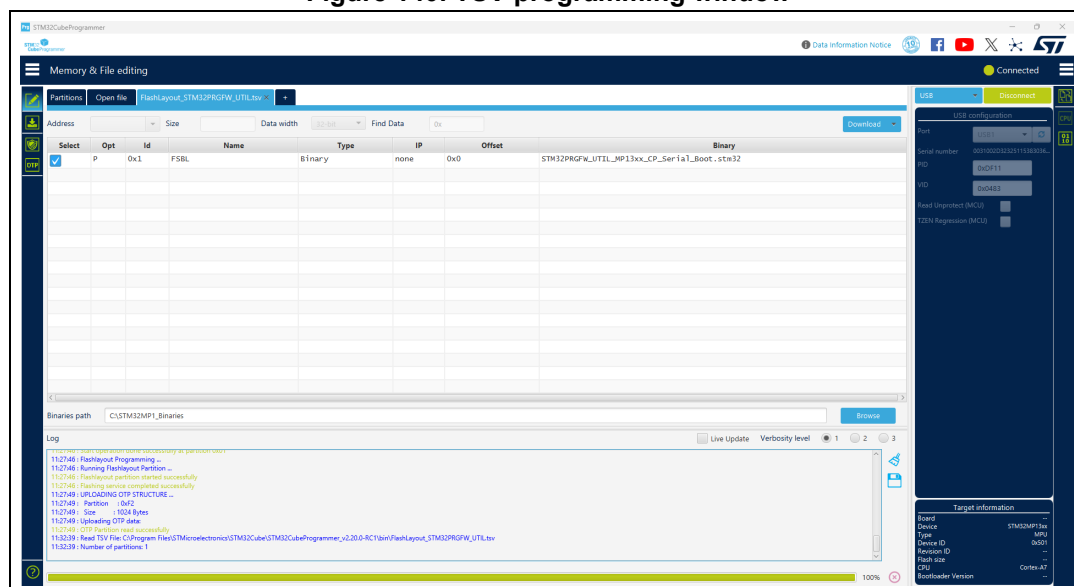 STM32CubeProgrammer
Data Information Notice
Memory & File editing
Connected
Partitions Open file FlashLayout_STM32PRGFW_UTIL.tsv × +
Address Size Data width 32-bit Find Data 0x Download
Select Opt Id Name Type IP Offset Binary
P 0x1 FSBL Binary none 0x0 STM32PRGFW_UTIL_MP13xx_CP_Serial_Boot.stm32
Binaries path C:\STM32MP1_Binaries Browse
Log Live Update Verbosity level 1 2 3
11:27:46 : Flashlayout Programming ...
11:27:46 : Running Flashlayout Partition ...
11:27:46 : Flashlayout partition started successfully
11:27:46 : Flashing service completed successfully
11:27:49 : UPLOADING OTP STRUCTURE ...
11:27:49 : Partition : 0xF2
11:27:49 : Size : 1024 Bytes
11:27:49 : Uploading OTP data:
11:27:49 : OTP Partition read successfully
11:32:39 : Read TSV File: C:\Program Files\STMicroelectronics\STM32Cube\STM32CubeProgrammer_v2.20.0-RC1\bin\FlashLayout_STM32PRGFW_UTIL.tsv
11:32:39 : Number of partitions: 1
100%
OTP
USB Disconnect
USB configuration
Port USB1
Serial number
PID 0xDF11
VID 0x0483
Read Unprotect (MCU)
TZEN Regression (MCU)
CPU
Target information
Board --
Device STM32MP13xx
Type MPU
Device ID 0x501
Revision ID --
Flash size --
CPU Cortex-A7
Bootloader Version --